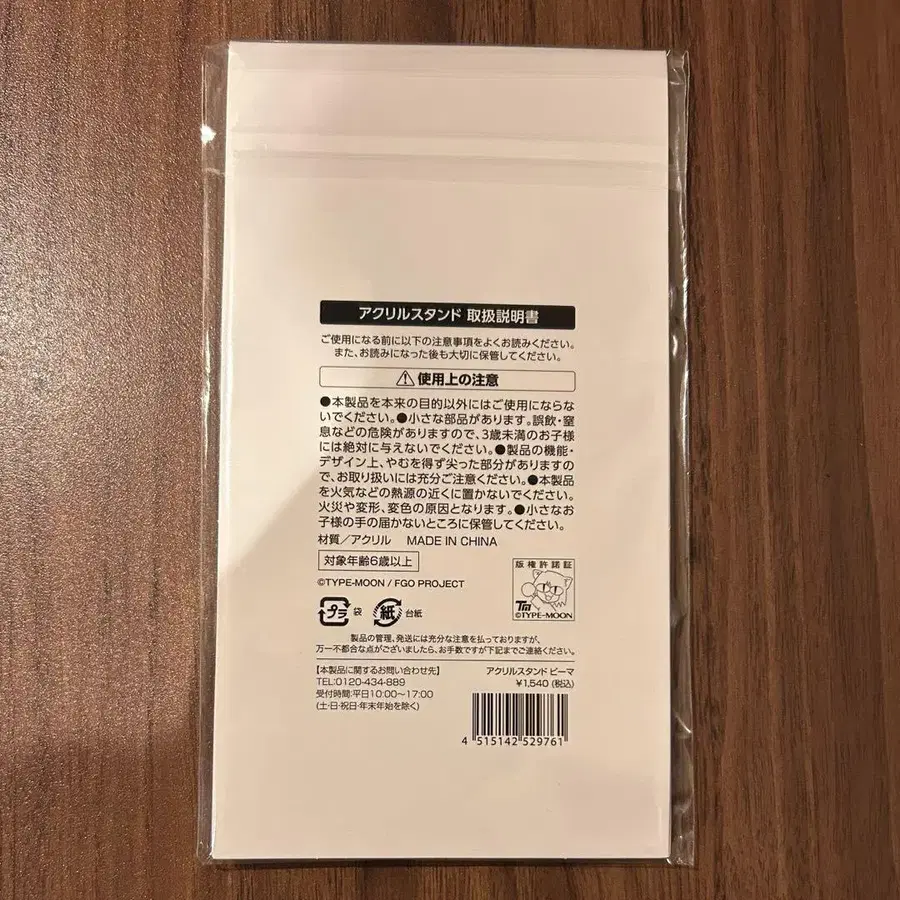 アクリルスタンド 取扱説明書
ご使用になる前に以下の注意事項をよくお読みください。
また、お読みになった後も大切に保管してください。
使用上の注意
●本製品を本来の目的以外にはご使用にならな
いでください。●小さな部品があります。誤飲・窒
息などの危険がありますので、3歳未満のお子様
には絶対に与えないでください。●製品の機能・
デザイン上、やむを得ず尖った部分がありますの
で、お取り扱いには充分ご注意ください。●本製品
を火気などの熱源の近くに置かないでください。
火災や変形、変色の原因となります。●小さなお
子様の手の届かないところに保管してください。
材質/アクリル MADE IN CHINA
対象年齢6歳以上
©TYPE-MOON / FGO PROJECT
版権許諾証
TM
©TYPE-MOON
プラ 袋 紙 台紙
製品の管理、発送には充分な注意を払っておりますが、
万一不都合な点がございましたら、お手数ですが下記までご連絡ください。
【本製品に関するお問い合わせ先】
TEL:0120-434-889
受付時間:平日10:00～17:00
(土・日・祝日・年末年始を除く)
アクリルスタンド ビーマ
￥1,540 (税込)
4 515142 529761